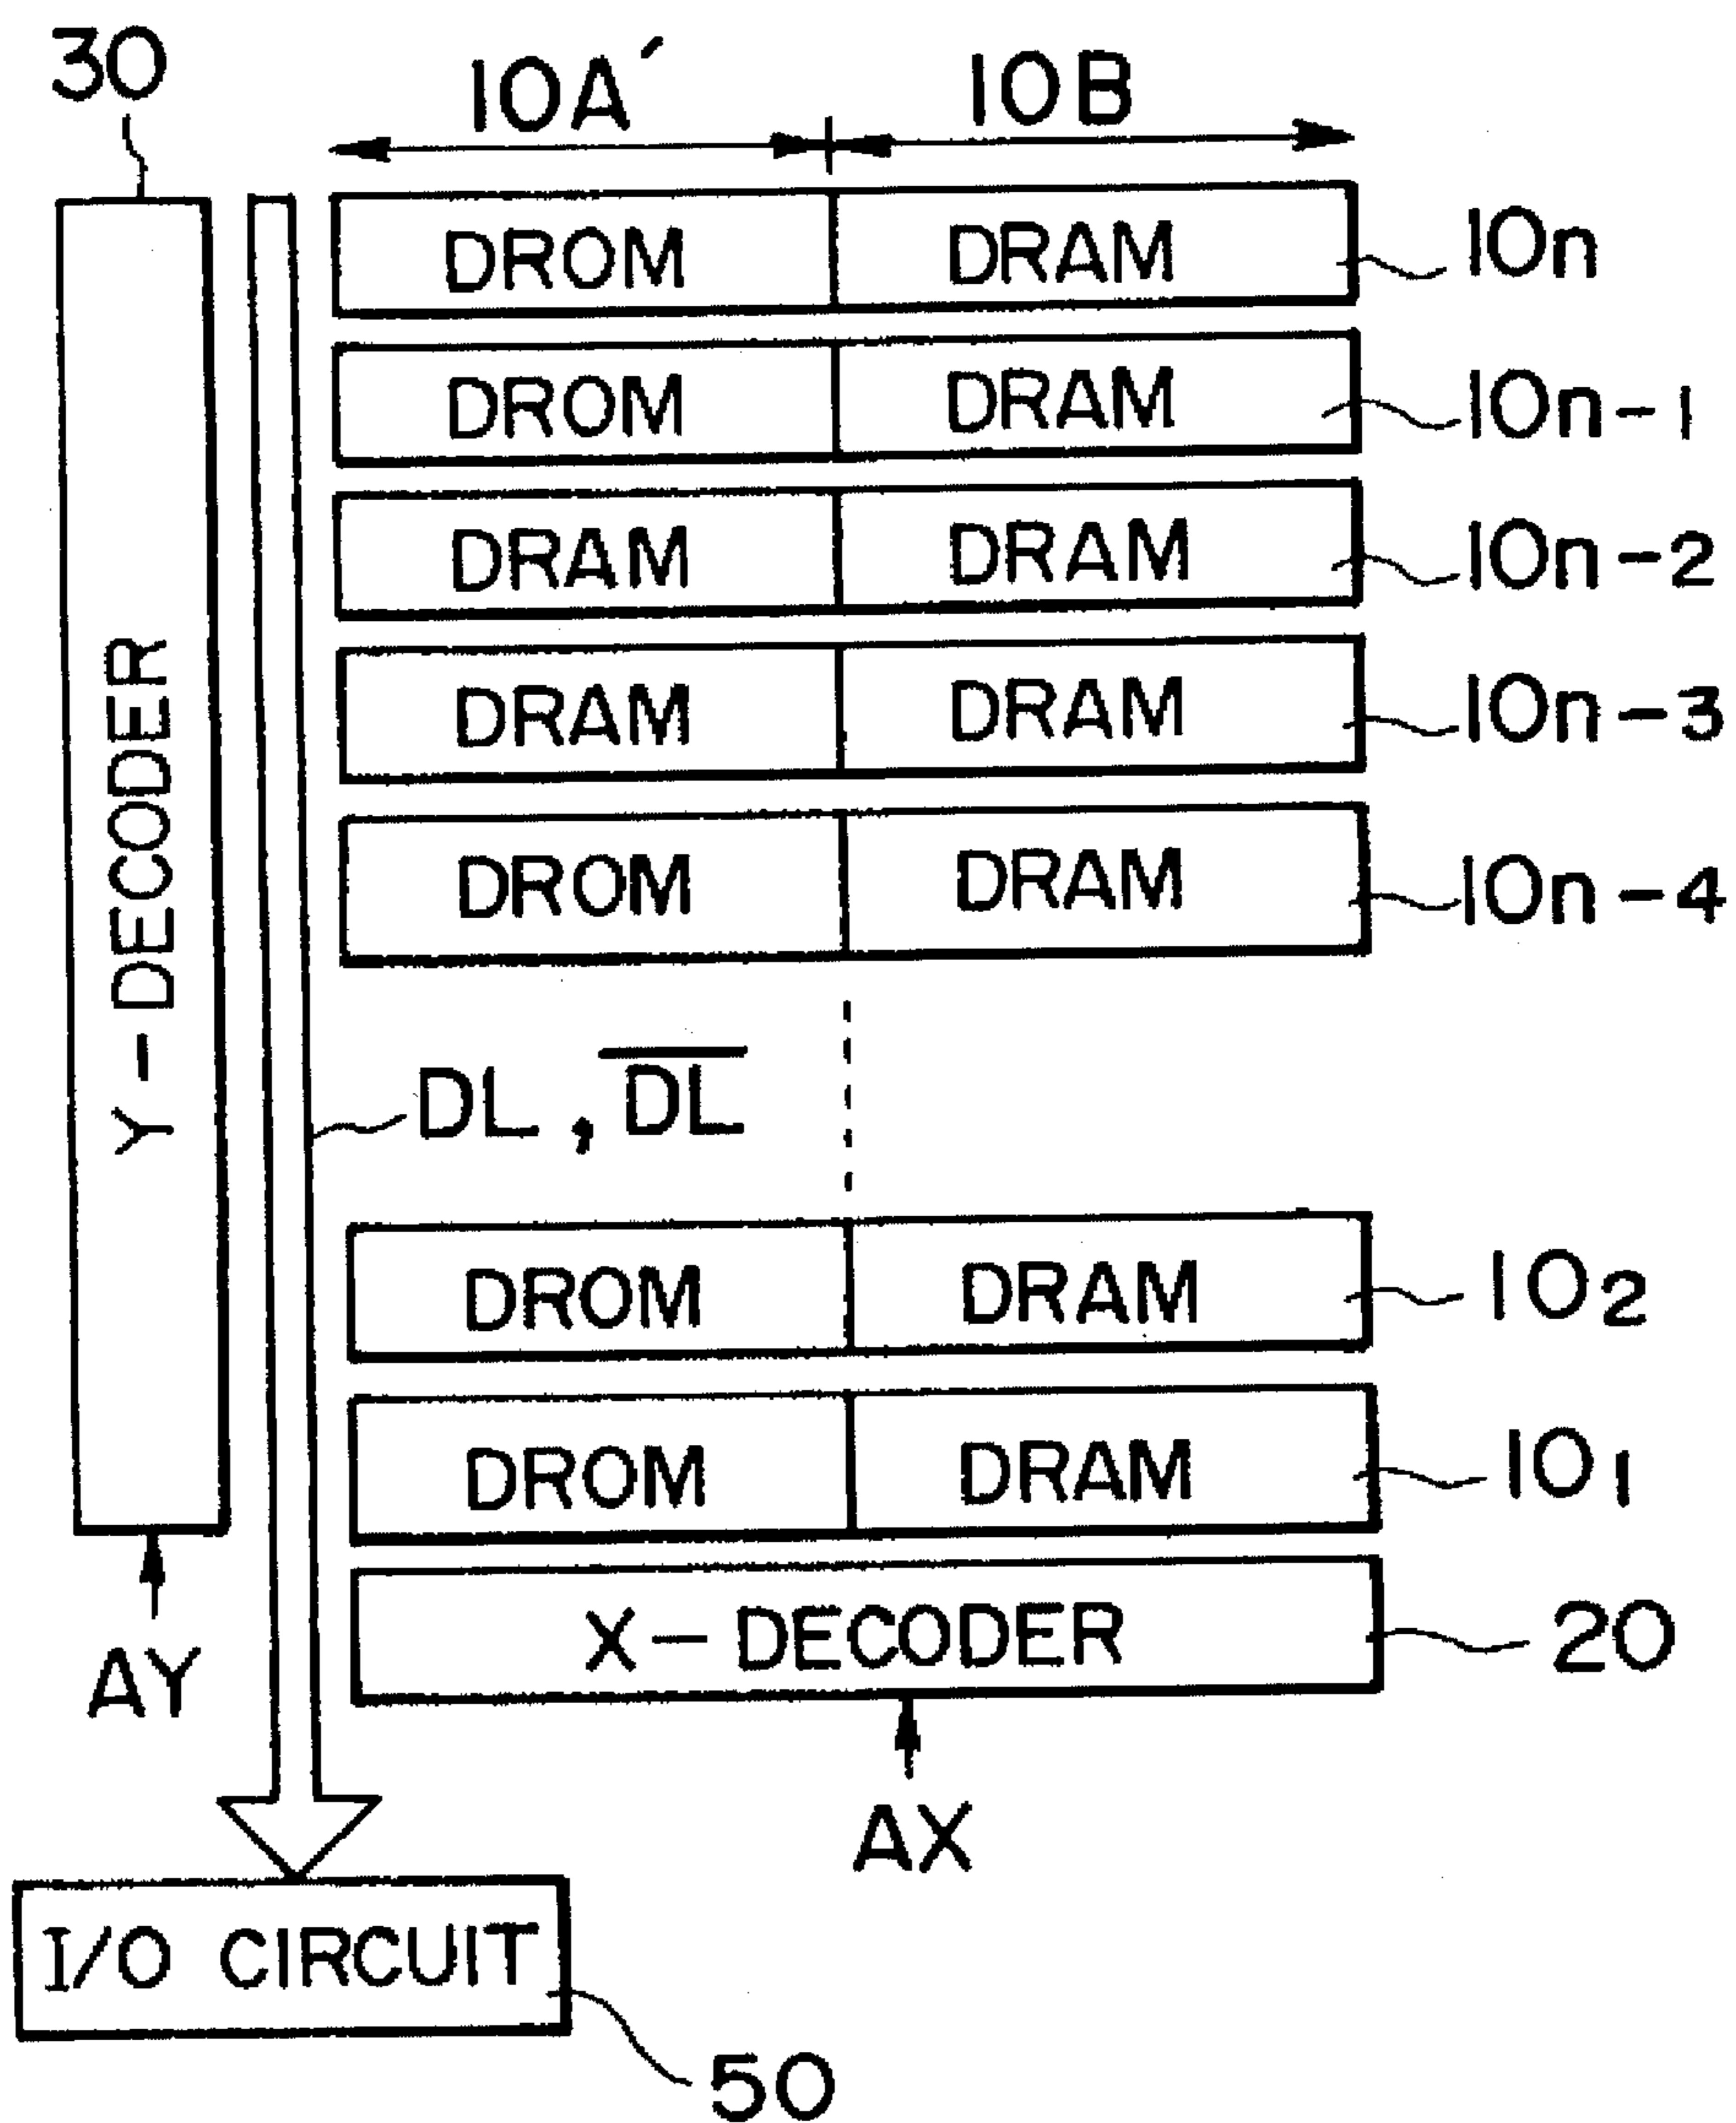 30
10A´ 10B
DROM DRAM 10n
DROM DRAM 10n-1
DRAM DRAM 10n-2
DRAM DRAM 10n-3
DROM DRAM 10n-4
Y-DECODER
DL, D̅L̅
DROM DRAM 10₂
DROM DRAM 10₁
X-DECODER 20
AY
AX
I/O CIRCUIT
50